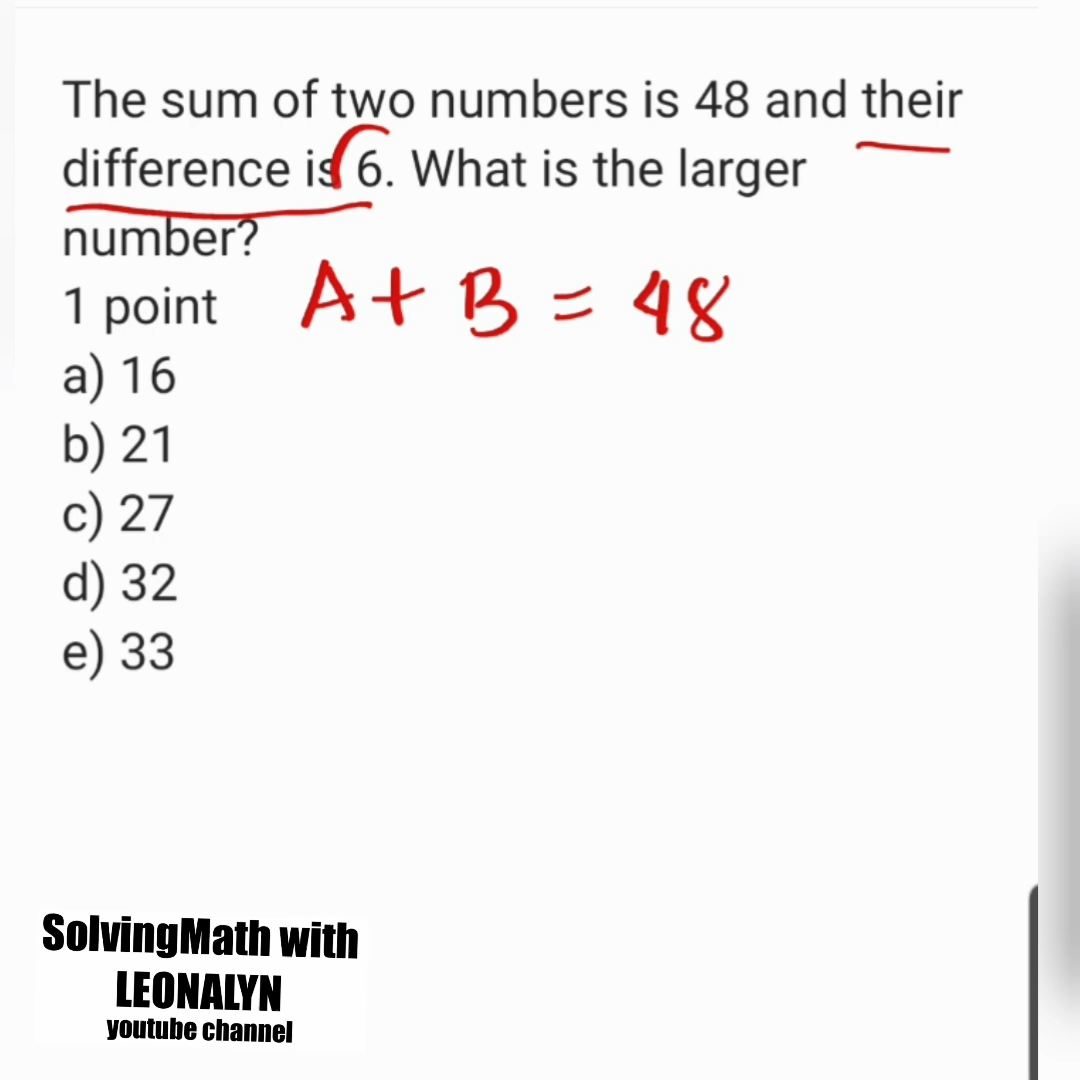 The sum of two numbers is 48 and their
difference is 6. What is the larger
number?
1 point
A + B = 48
a) 16
b) 21
c) 27
d) 32
e) 33
SolvingMath with
LEONALYN
youtube channel